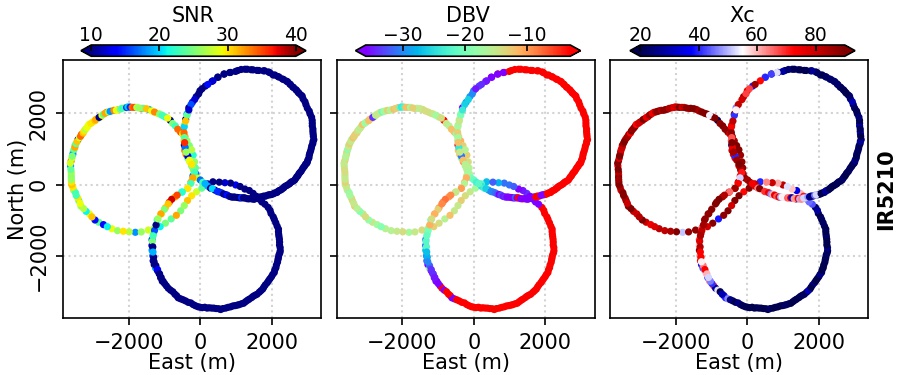 SNR DBV Xc
10 20 30 40 −30 −20 −10 20 40 60 80
North (m)
2000
0
−2000
IR5210
−2000 0 2000 −2000 0 2000 −2000 0 2000
East (m) East (m) East (m)